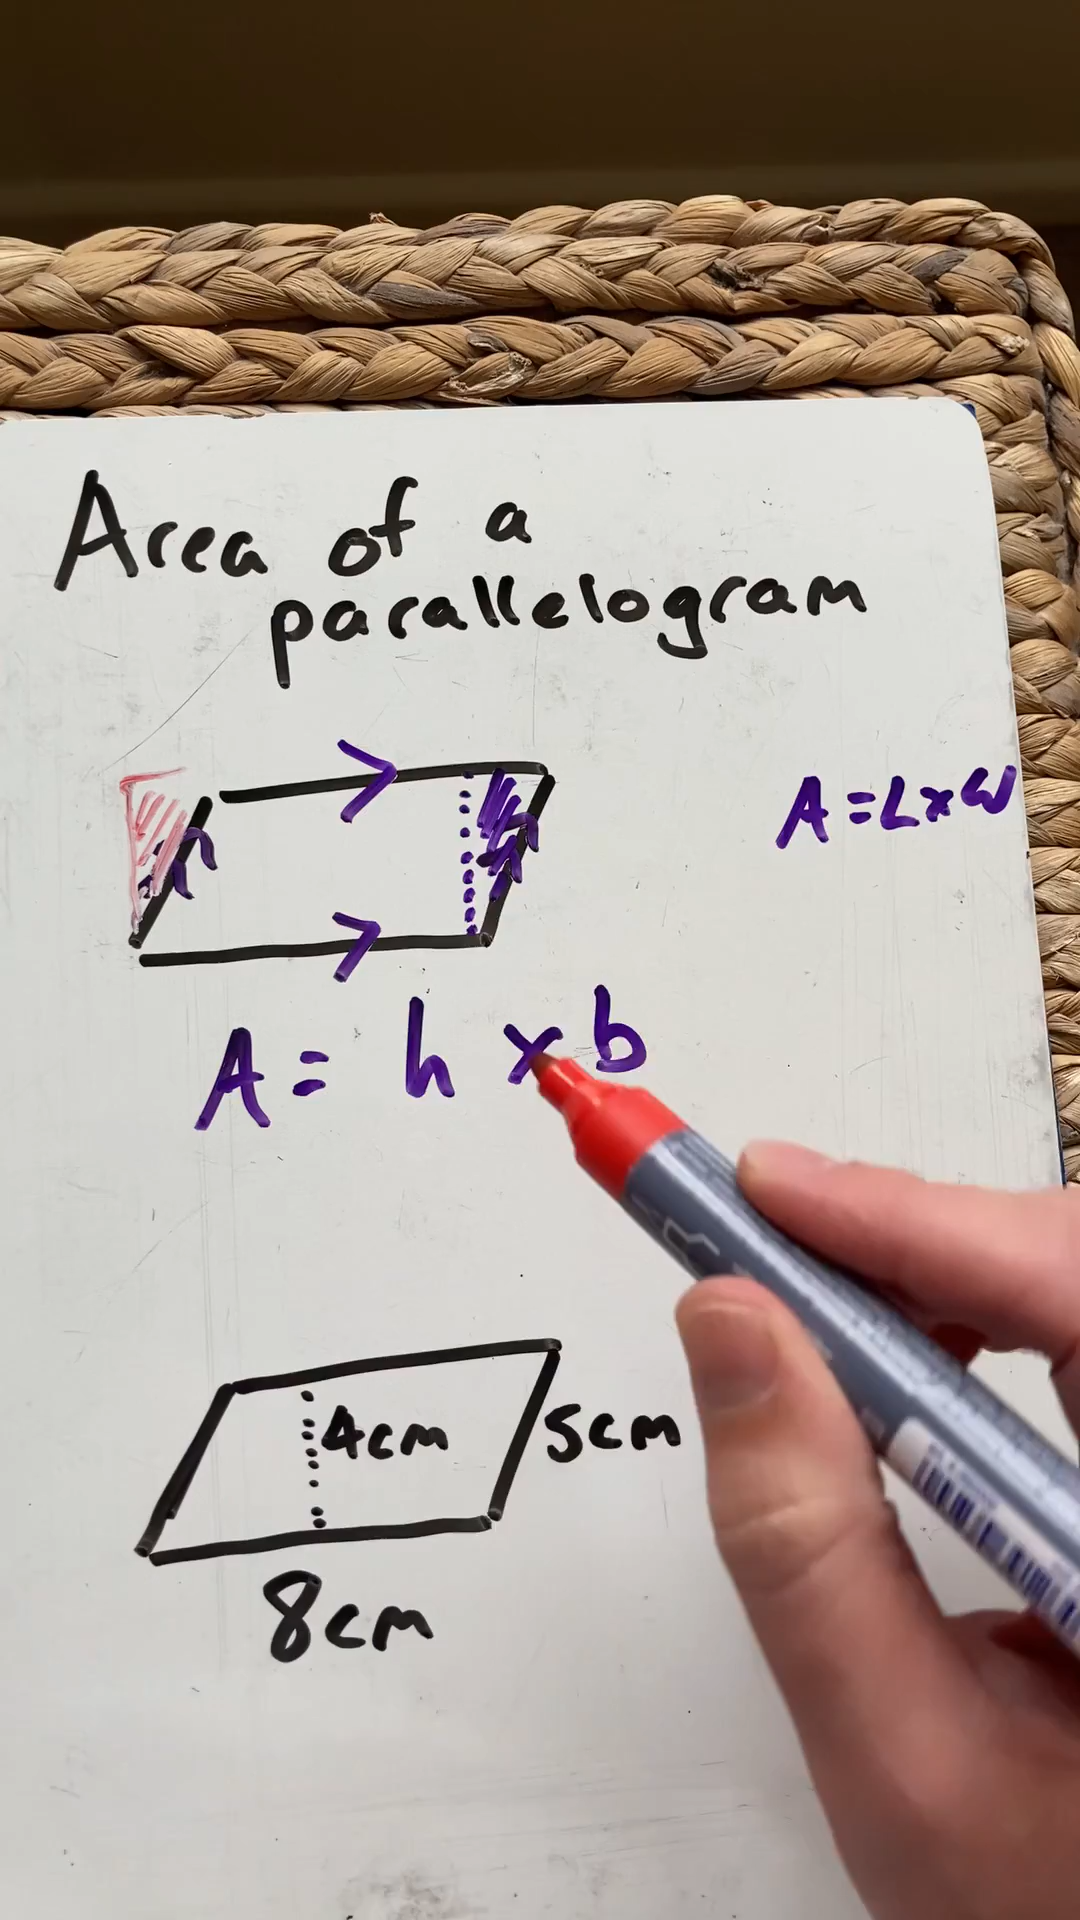 Area of a
parallelogram
A=L×W
A= h × b
4cm
5cm
8cm